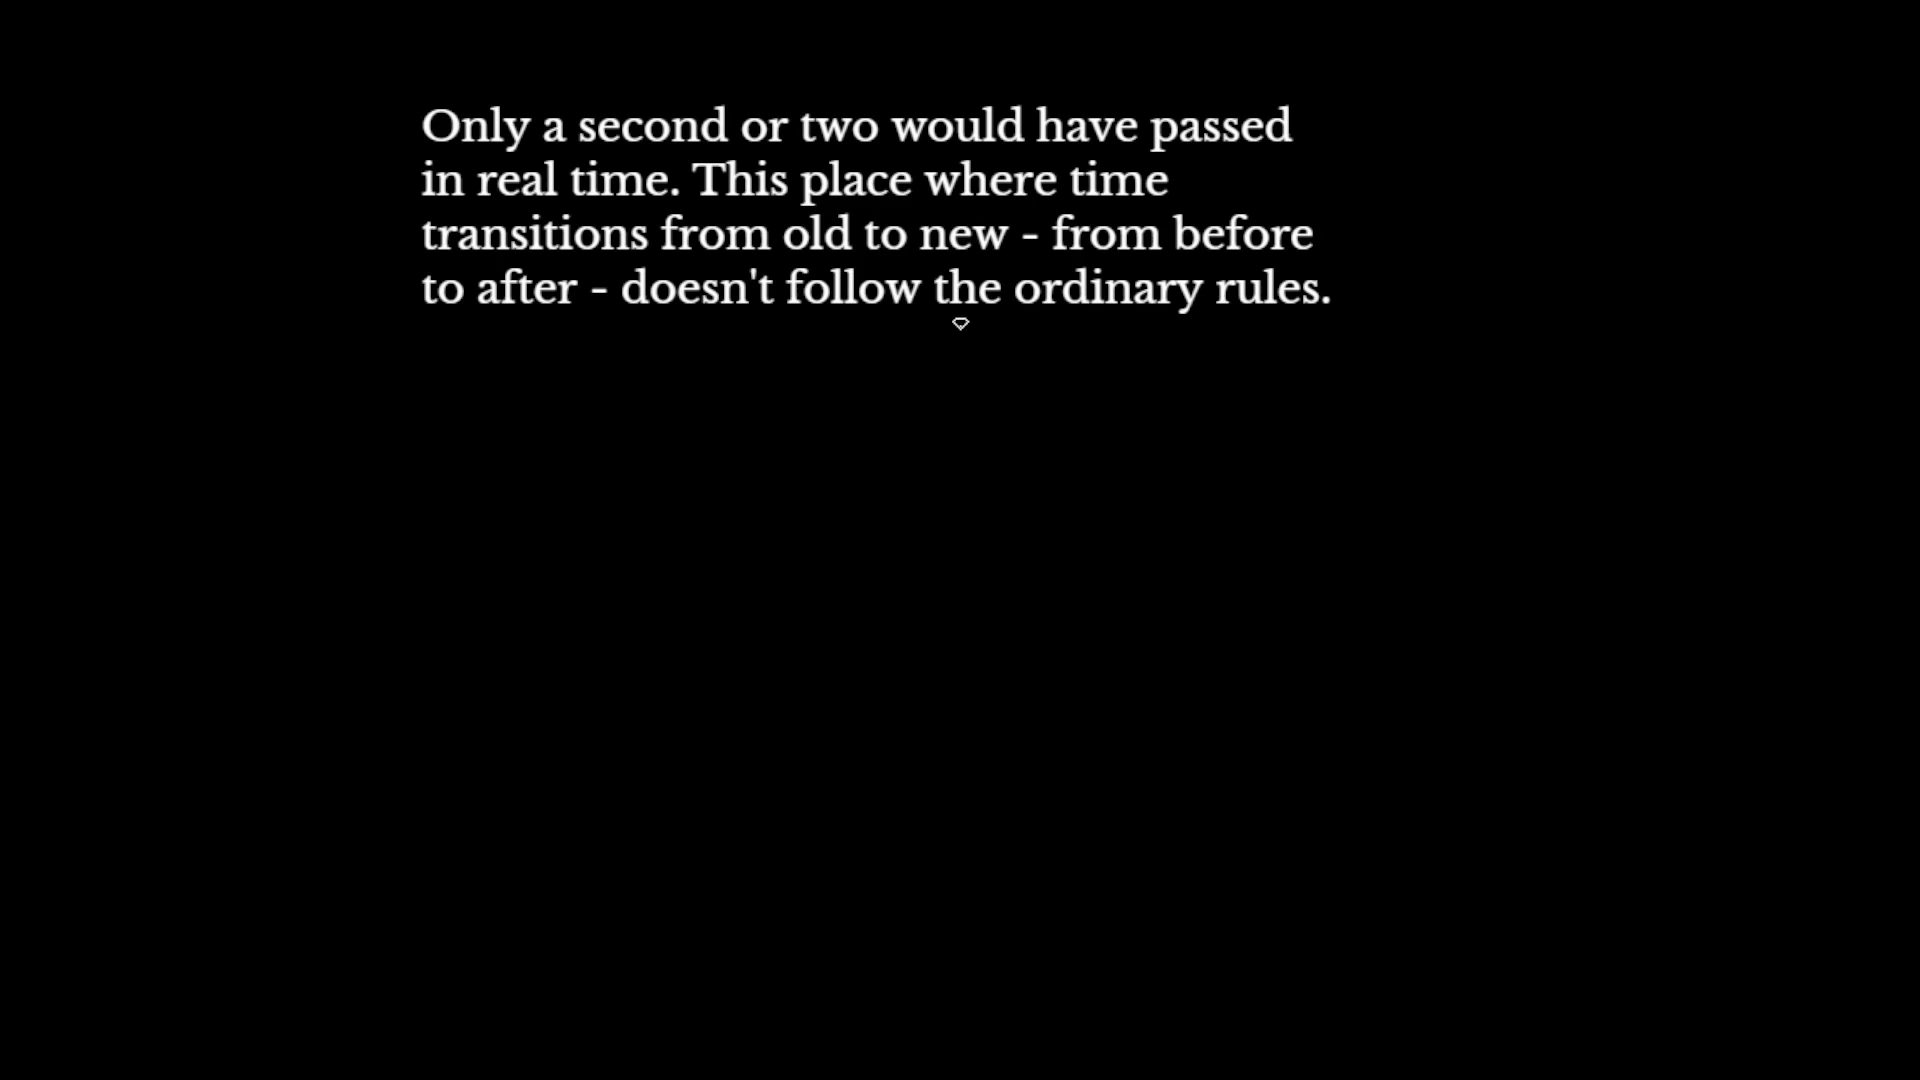 Only a second or two would have passed
in real time. This place where time
transitions from old to new - from before
to after - doesn't follow the ordinary rules.